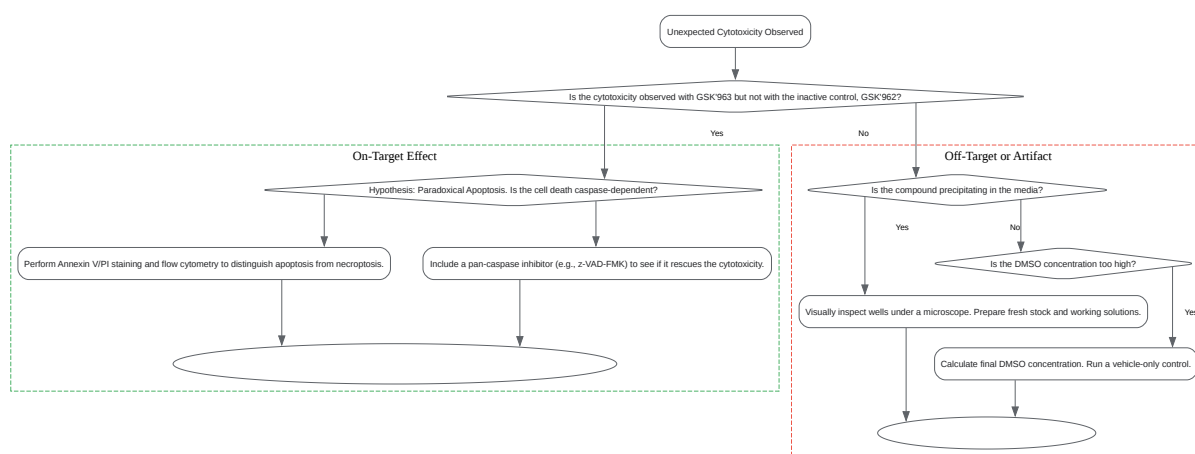 Unexpected Cytotoxicity Observed
Is the cytotoxicity observed with GSK'963 but not with the inactive control, GSK'962?
Yes
No
On-Target Effect
Off-Target or Artifact
Hypothesis: Paradoxical Apoptosis. Is the cell death caspase-dependent?
Is the compound precipitating in the media?
Yes
No
Perform Annexin V/PI staining and flow cytometry to distinguish apoptosis from necroptosis.
Include a pan-caspase inhibitor (e.g., z-VAD-FMK) to see if it rescues the cytotoxicity.
Is the DMSO concentration too high?
Visually inspect wells under a microscope. Prepare fresh stock and working solutions.
Yes
Calculate final DMSO concentration. Run a vehicle-only control.